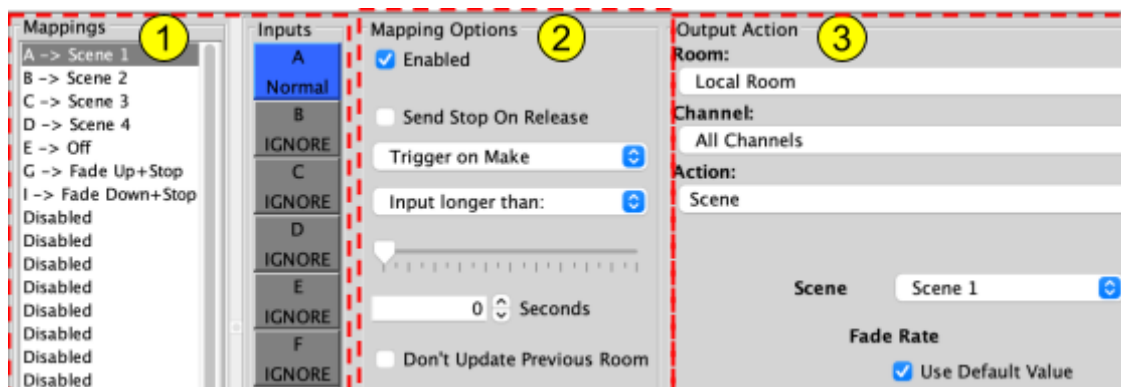 Mappings
1
A -> Scene 1
B -> Scene 2
C -> Scene 3
D -> Scene 4
E -> Off
G -> Fade Up+Stop
I -> Fade Down+Stop
Disabled
Disabled
Disabled
Disabled
Disabled
Disabled
Disabled
Disabled
Inputs
A
Normal
B
IGNORE
C
IGNORE
D
IGNORE
E
IGNORE
F
IGNORE
Mapping Options
2
Enabled
Send Stop On Release
Trigger on Make
Input longer than:
0 Seconds
Don't Update Previous Room
Output Action
3
Room:
Local Room
Channel:
All Channels
Action:
Scene
Scene Scene 1
Fade Rate
Use Default Value